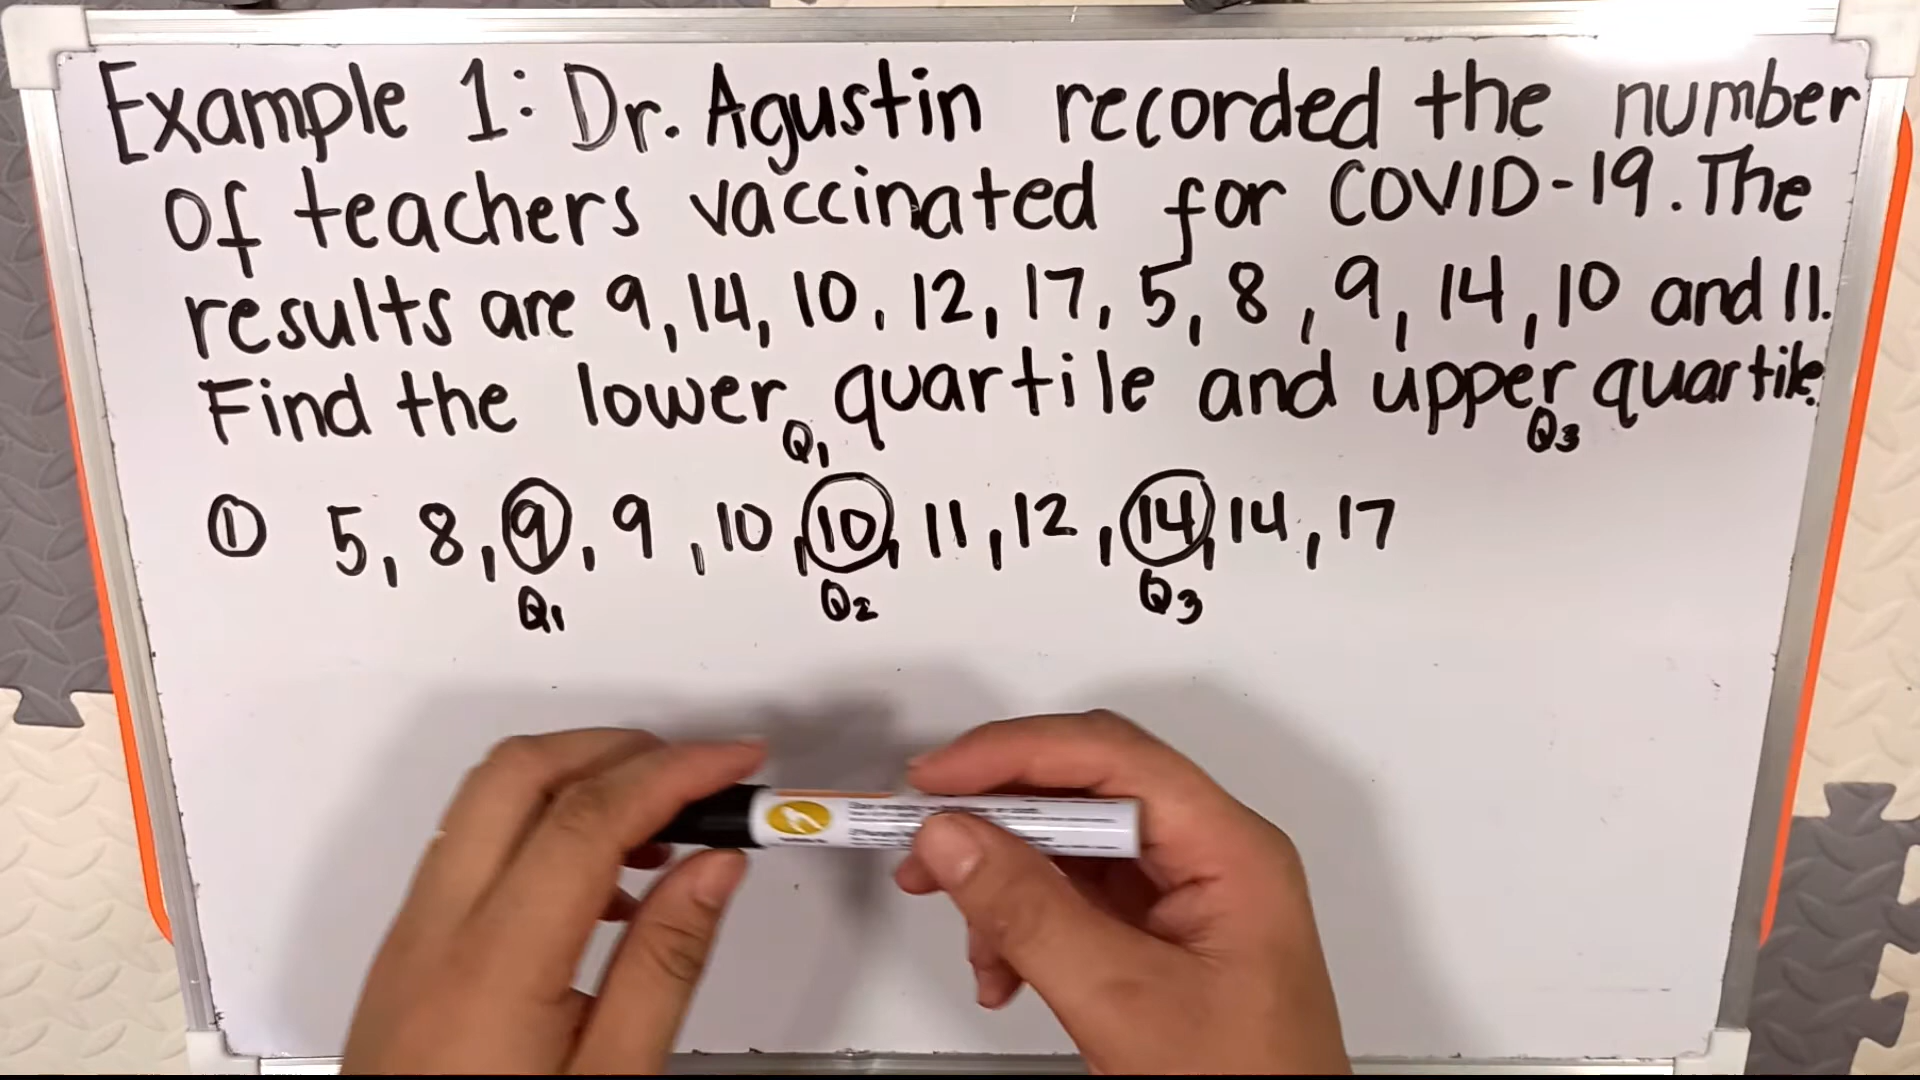 Example 1: Dr. Agustin recorded the number
of teachers vaccinated for COVID-19. The
results are 9, 14, 10, 12, 17, 5, 8, 9, 14, 10 and 11.
Find the lower quartile and upper quartile.
Q1 Q3
① 5, 8, 9, 9, 10, 10, 11, 12, 14, 14, 17
Q1 Q2 Q3